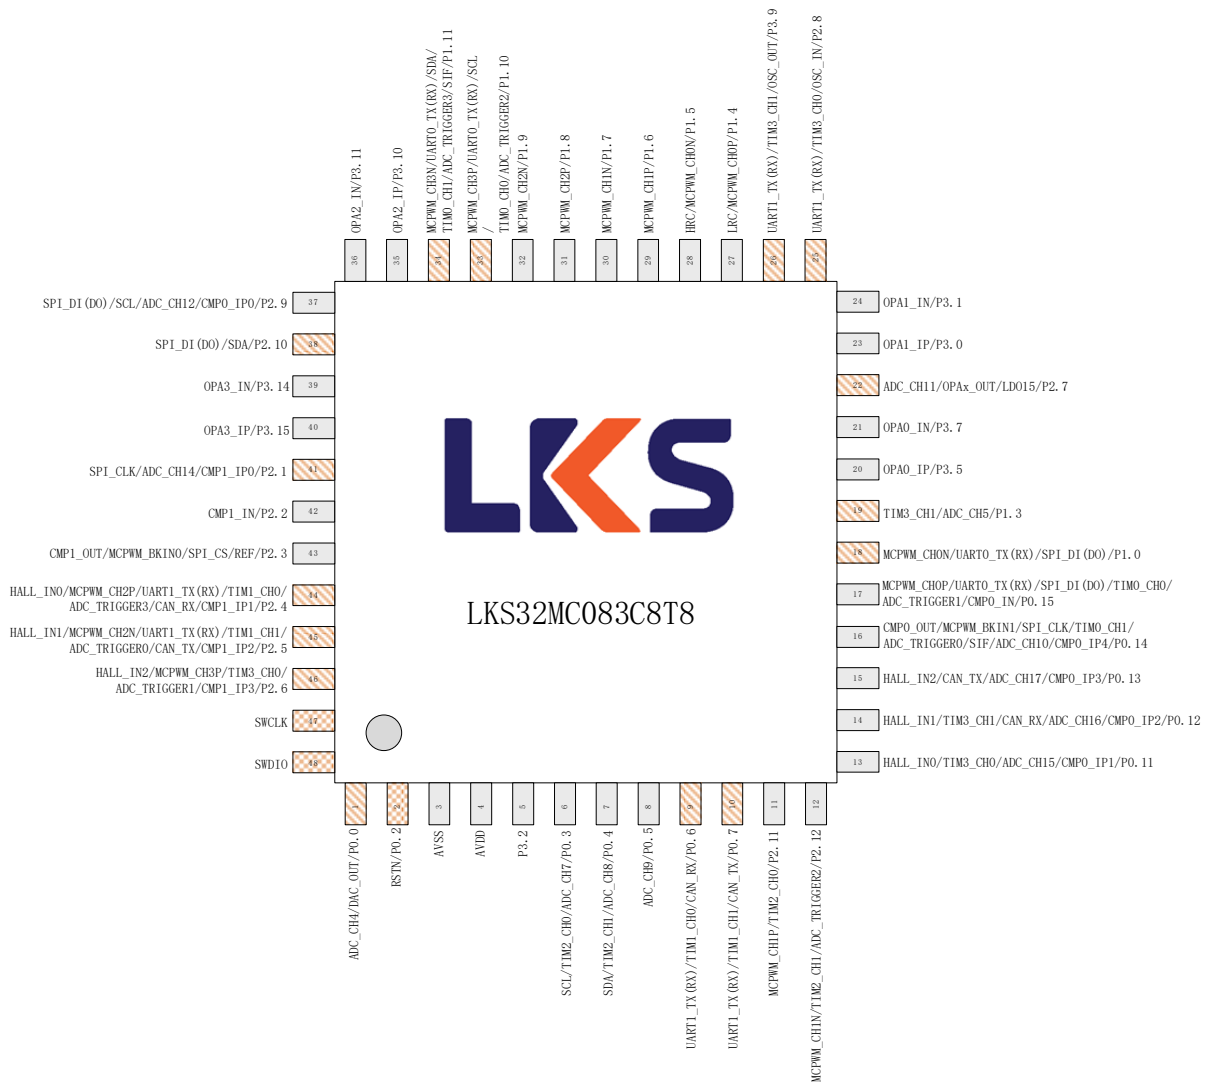 OPA2_IN/P3.11
OPA2_IP/P3.10
MCPWM_CH3N/UART0_TX(RX)/SDA/
TIM0_CH1/ADC_TRIGGER3/SIF/P1.11
MCPWM_CH3P/UART0_TX(RX)/SCL
/
TIM0_CH0/ADC_TRIGGER2/P1.10
MCPWM_CH2N/P1.9
MCPWM_CH2P/P1.8
MCPWM_CH1N/P1.7
MCPWM_CH1P/P1.6
HRC/MCPWM_CH0N/P1.5
LRC/MCPWM_CH0P/P1.4
UART1_TX(RX)/TIM3_CH1/OSC_OUT/P3.9
UART1_TX(RX)/TIM3_CH0/OSC_IN/P2.8
36
35
34
33
32
31
30
29
28
27
26
25
SPI_DI(DO)/SCL/ADC_CH12/CMP0_IP0/P2.9
37
SPI_DI(DO)/SDA/P2.10
38
OPA3_IN/P3.14
39
OPA3_IP/P3.15
40
SPI_CLK/ADC_CH14/CMP1_IP0/P2.1
41
CMP1_IN/P2.2
42
CMP1_OUT/MCPWM_BKIN0/SPI_CS/REF/P2.3
43
HALL_IN0/MCPWM_CH2P/UART1_TX(RX)/TIM1_CH0/
ADC_TRIGGER3/CAN_RX/CMP1_IP1/P2.4
44
HALL_IN1/MCPWM_CH2N/UART1_TX(RX)/TIM1_CH1/
ADC_TRIGGER0/CAN_TX/CMP1_IP2/P2.5
45
HALL_IN2/MCPWM_CH3P/TIM3_CH0/
ADC_TRIGGER1/CMP1_IP3/P2.6
46
SWCLK
47
SWDIO
48
LKS
LKS32MC083C8T8
24
OPA1_IN/P3.1
23
OPA1_IP/P3.0
22
ADC_CH11/OPAx_OUT/LDO15/P2.7
21
OPA0_IN/P3.7
20
OPA0_IP/P3.5
19
TIM3_CH1/ADC_CH5/P1.3
18
MCPWM_CH0N/UART0_TX(RX)/SPI_DI(DO)/P1.0
17
MCPWM_CH0P/UART0_TX(RX)/SPI_DI(DO)/TIM0_CH0/
ADC_TRIGGER1/CMP0_IN/P0.15
16
CMP0_OUT/MCPWM_BKIN1/SPI_CLK/TIM0_CH1/
ADC_TRIGGER0/SIF/ADC_CH10/CMP0_IP4/P0.14
15
HALL_IN2/CAN_TX/ADC_CH17/CMP0_IP3/P0.13
14
HALL_IN1/TIM3_CH1/CAN_RX/ADC_CH16/CMP0_IP2/P0.12
13
HALL_IN0/TIM3_CH0/ADC_CH15/CMP0_IP1/P0.11
1
2
3
4
5
6
7
8
9
10
11
12
ADC_CH4/DAC_OUT/P0.0
RSTN/P0.2
AVSS
AVDD
P3.2
SCL/TIM2_CH0/ADC_CH7/P0.3
SDA/TIM2_CH1/ADC_CH8/P0.4
ADC_CH9/P0.5
UART1_TX(RX)/TIM1_CH0/CAN_RX/P0.6
UART1_TX(RX)/TIM1_CH1/CAN_TX/P0.7
MCPWM_CH1P/TIM2_CH0/P2.11
MCPWM_CH1N/TIM2_CH1/ADC_TRIGGER2/P2.12